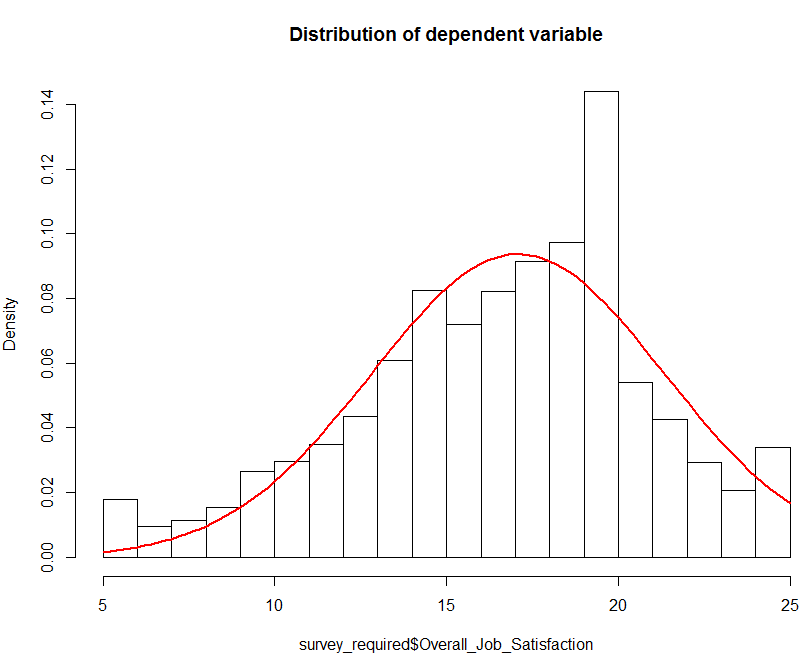 Distribution of dependent variable
Density
0.14
0.12
0.10
0.08
0.06
0.04
0.02
0.00
5 10 15 20 25
survey_required$Overall_Job_Satisfaction